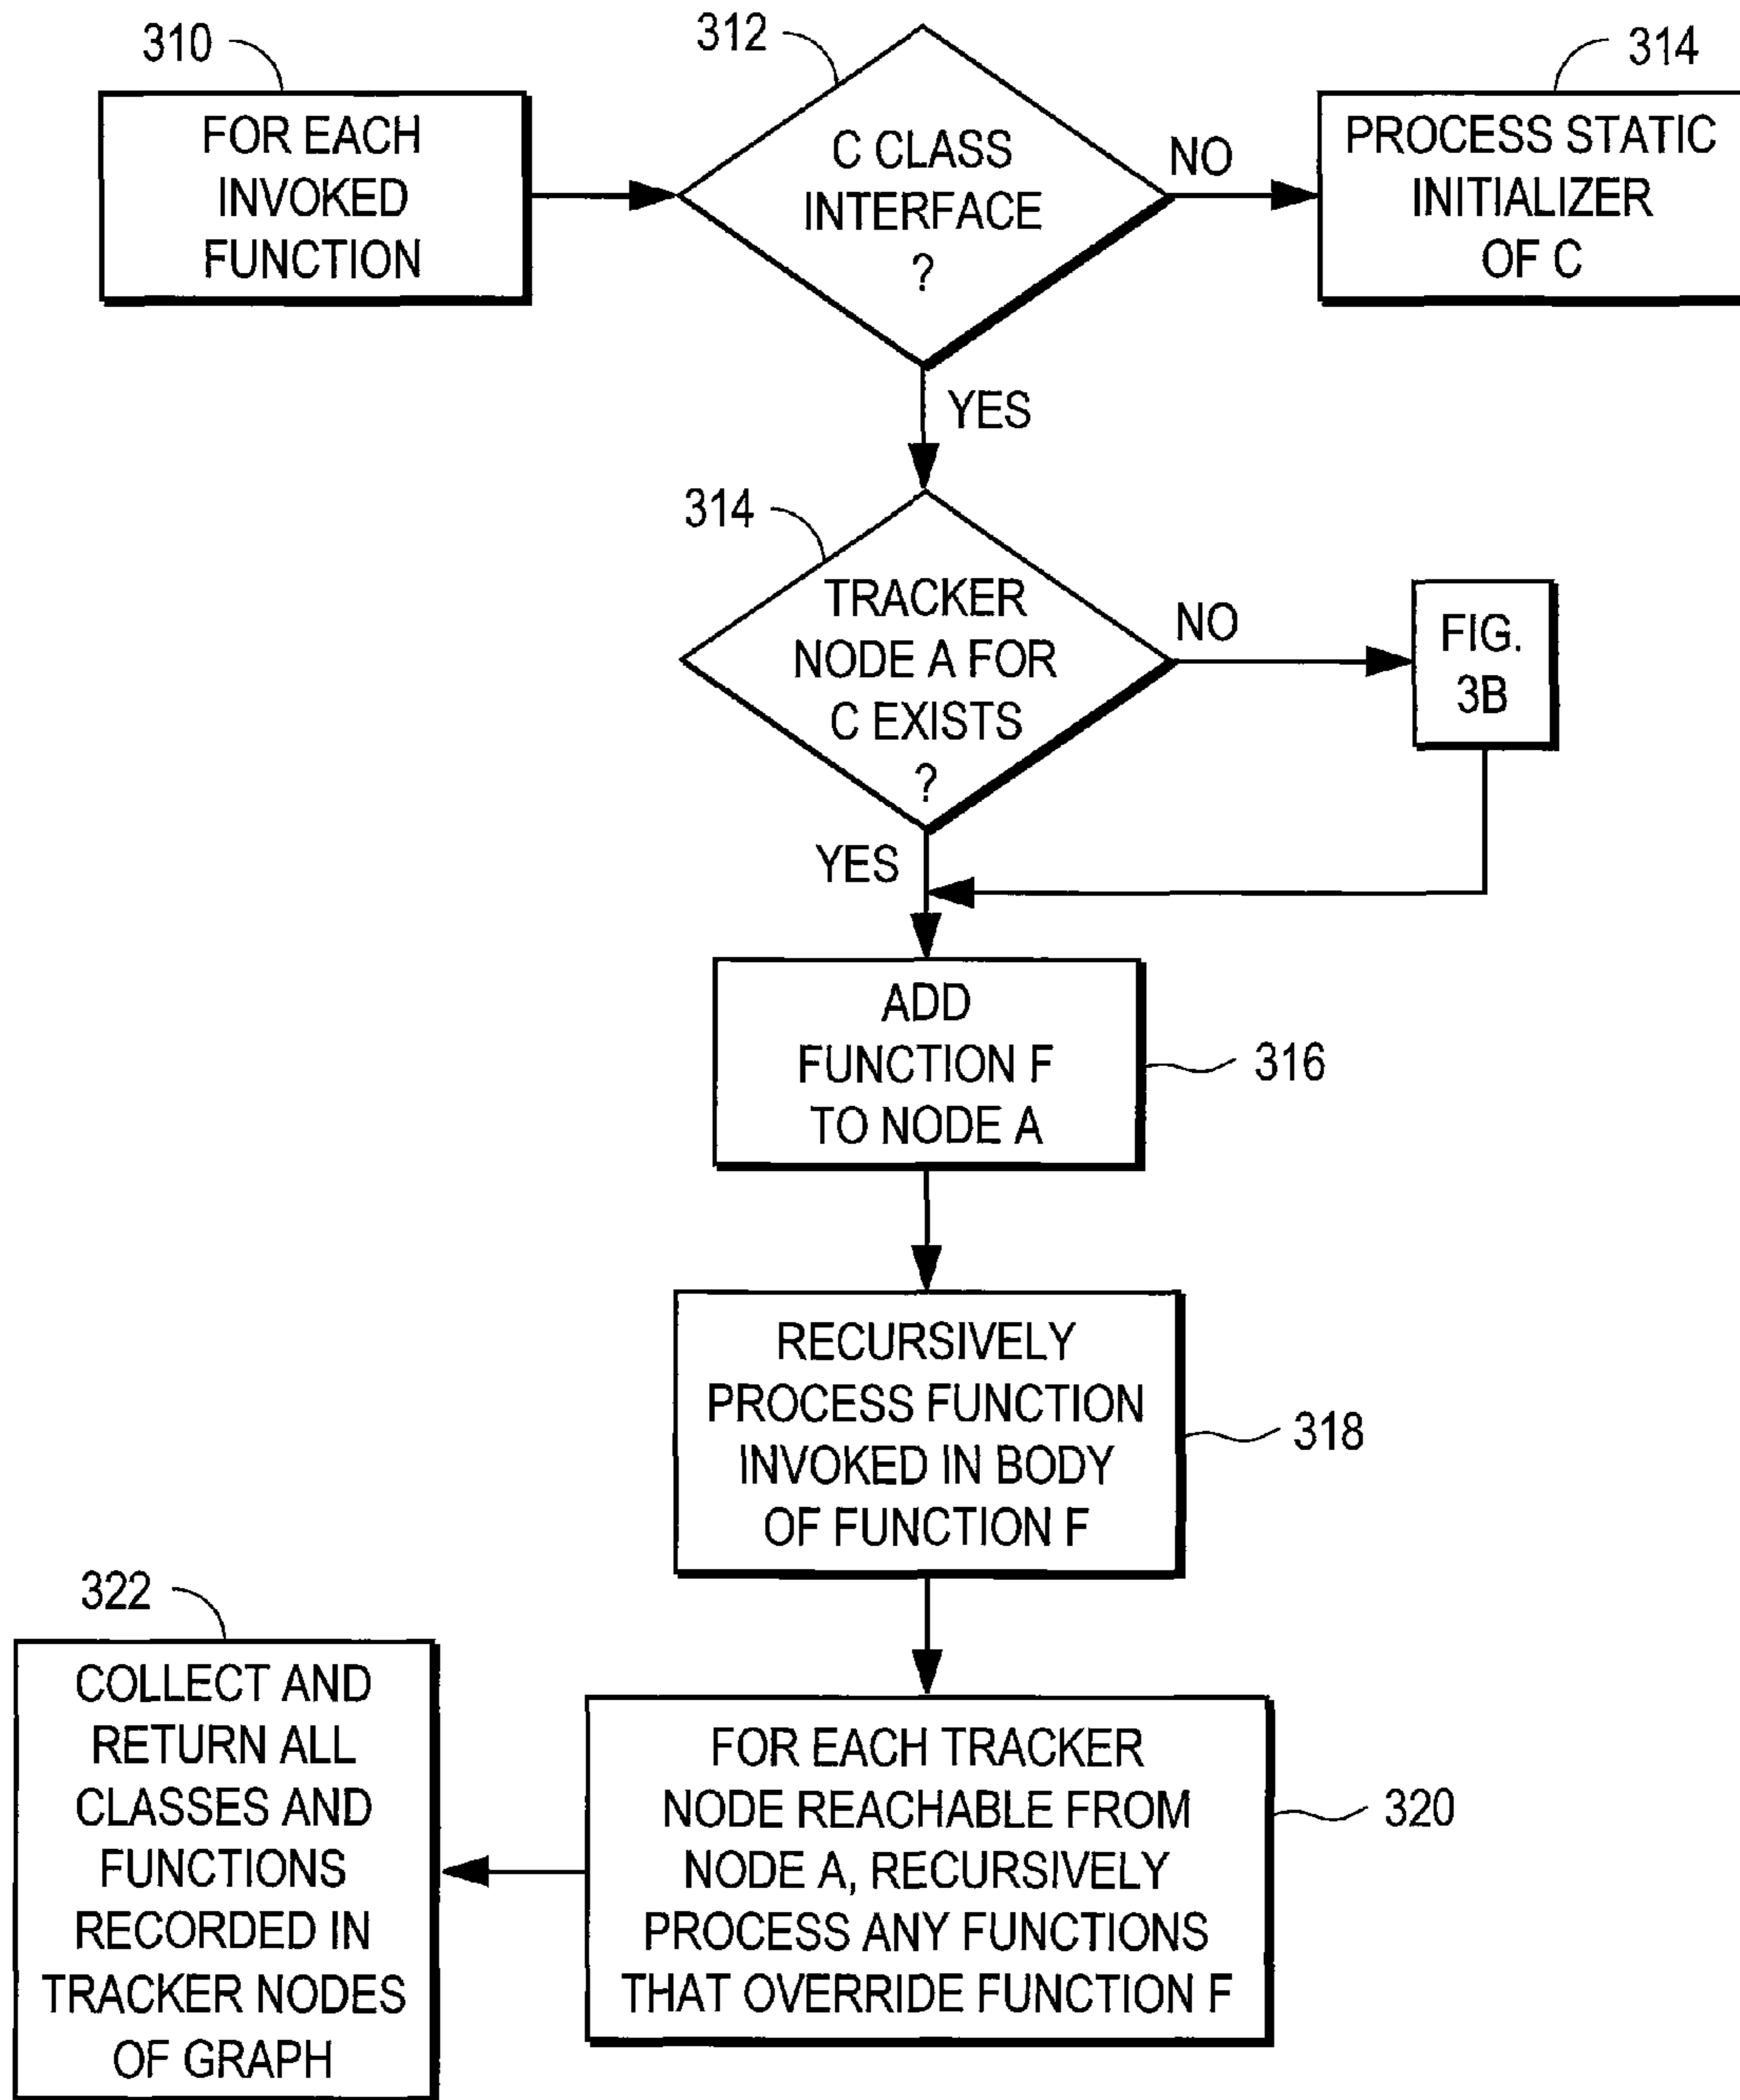 310
FOR EACH
INVOKED
FUNCTION
312
C CLASS
INTERFACE
?
NO
314
PROCESS STATIC
INITIALIZER
OF C
YES
314
TRACKER
NODE A FOR
C EXISTS
?
NO
FIG.
3B
YES
ADD
FUNCTION F
TO NODE A
316
RECURSIVELY
PROCESS FUNCTION
INVOKED IN BODY
OF FUNCTION F
318
FOR EACH TRACKER
NODE REACHABLE FROM
NODE A, RECURSIVELY
PROCESS ANY FUNCTIONS
THAT OVERRIDE FUNCTION F
320
322
COLLECT AND
RETURN ALL
CLASSES AND
FUNCTIONS
RECORDED IN
TRACKER NODES
OF GRAPH